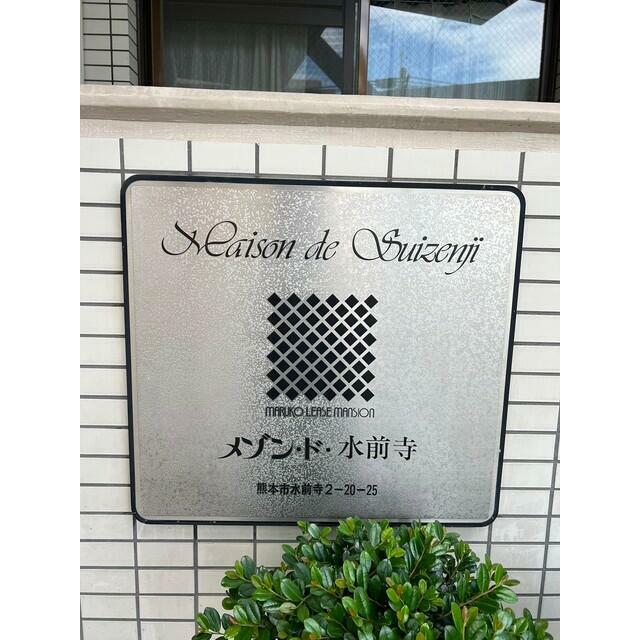 Maison de Suizenji
MARUKO LEASE MANSION
メゾン・ド・水前寺
熊本市水前寺2-20-25